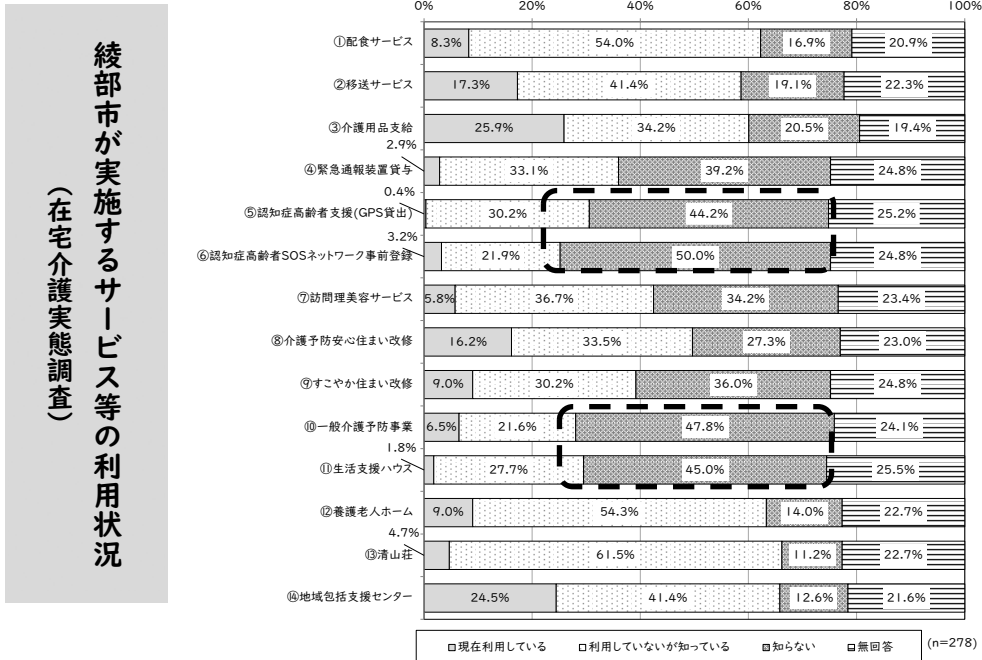 綾部市が実施するサービス等の利用状況
（在宅介護実態調査）
0% 20% 40% 60% 80% 100%
①配食サービス 8.3% 54.0% 16.9% 20.9%
②移送サービス 17.3% 41.4% 19.1% 22.3%
③介護用品支給 25.9% 34.2% 20.5% 19.4%
④緊急通報装置貸与 2.9% 33.1% 39.2% 24.8%
⑤認知症高齢者支援(GPS貸出) 0.4% 30.2% 44.2% 25.2%
⑥認知症高齢者SOSネットワーク事前登録 3.2% 21.9% 50.0% 24.8%
⑦訪問理美容サービス 5.8% 36.7% 34.2% 23.4%
⑧介護予防安心住まい改修 16.2% 33.5% 27.3% 23.0%
⑨すこやか住まい改修 9.0% 30.2% 36.0% 24.8%
⑩一般介護予防事業 6.5% 21.6% 47.8% 24.1%
⑪生活支援ハウス 1.8% 27.7% 45.0% 25.5%
⑫養護老人ホーム 9.0% 54.3% 14.0% 22.7%
⑬清山荘 4.7% 61.5% 11.2% 22.7%
⑭地域包括支援センター 24.5% 41.4% 12.6% 21.6%
現在利用している 利用していないが知っている 知らない 無回答 (n=278)